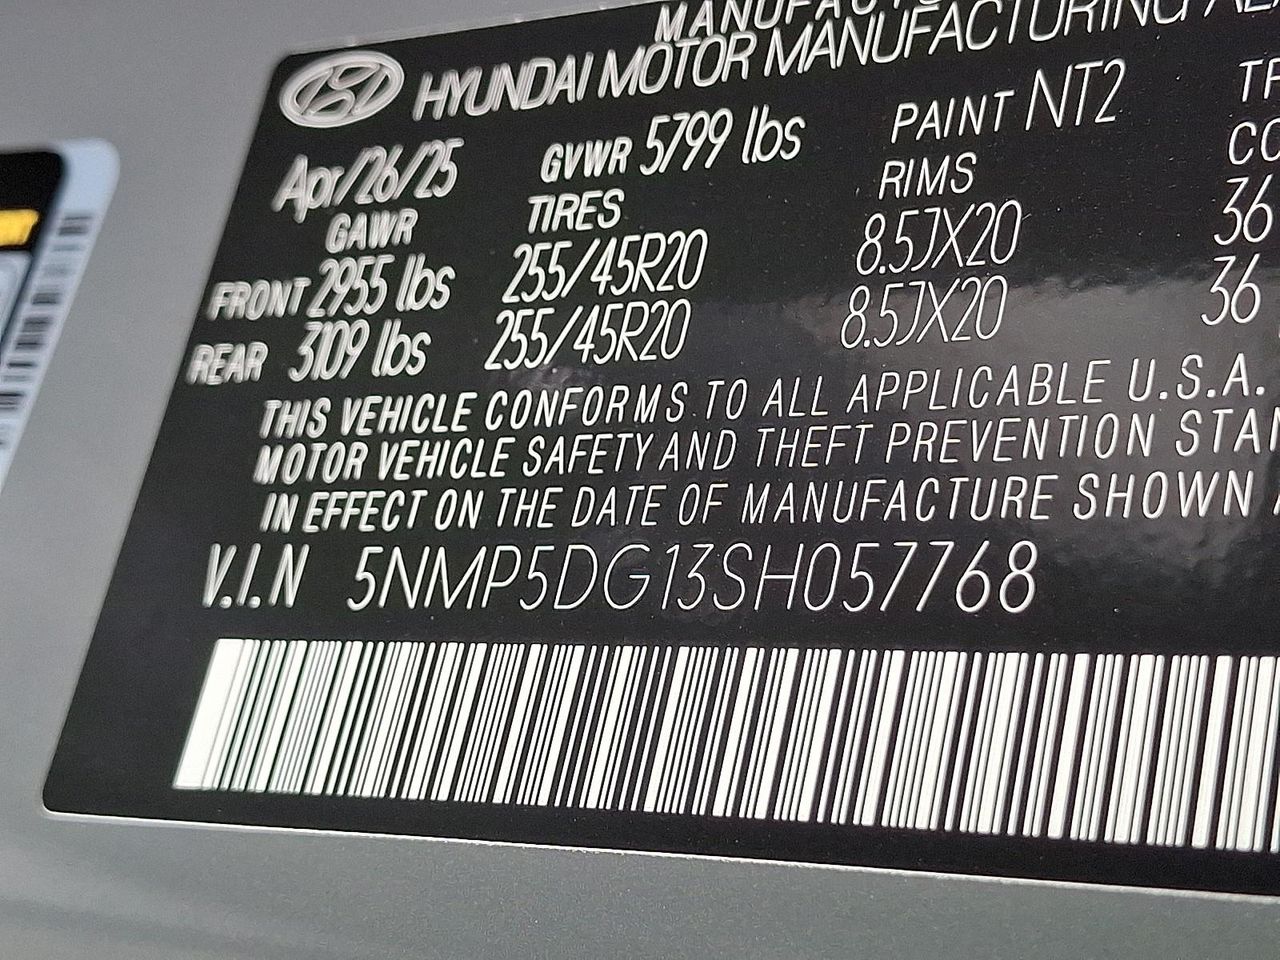 HYUNDAI MOTOR MANUFACTURING
Apr/26/25 GVWR 5799 lbs PAINT NT2
GAWR TIRES RIMS
FRONT 2955 lbs 255/45R20 8.5JX20 36
REAR 3109 lbs 255/45R20 8.5JX20 36
THIS VEHICLE CONFORMS TO ALL APPLICABLE U.S.A.
MOTOR VEHICLE SAFETY AND THEFT PREVENTION
IN EFFECT ON THE DATE OF MANUFACTURE SHOWN
V.I.N 5NMP5DG13SH057768